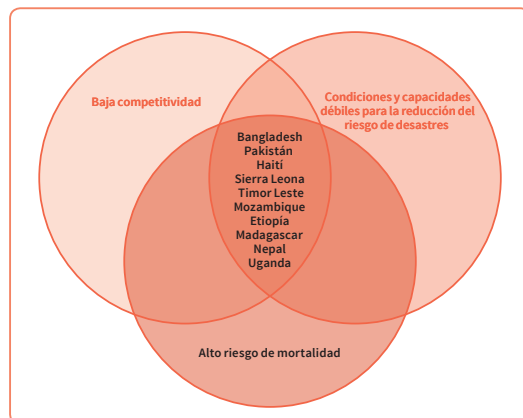 Baja competitividad
Condiciones y capacidades
débiles para la reducción del
riesgo de desastres
Bangladesh
Pakistán
Haití
Sierra Leona
Timor Leste
Mozambique
Etiopía
Madagascar
Nepal
Uganda
Alto riesgo de mortalidad